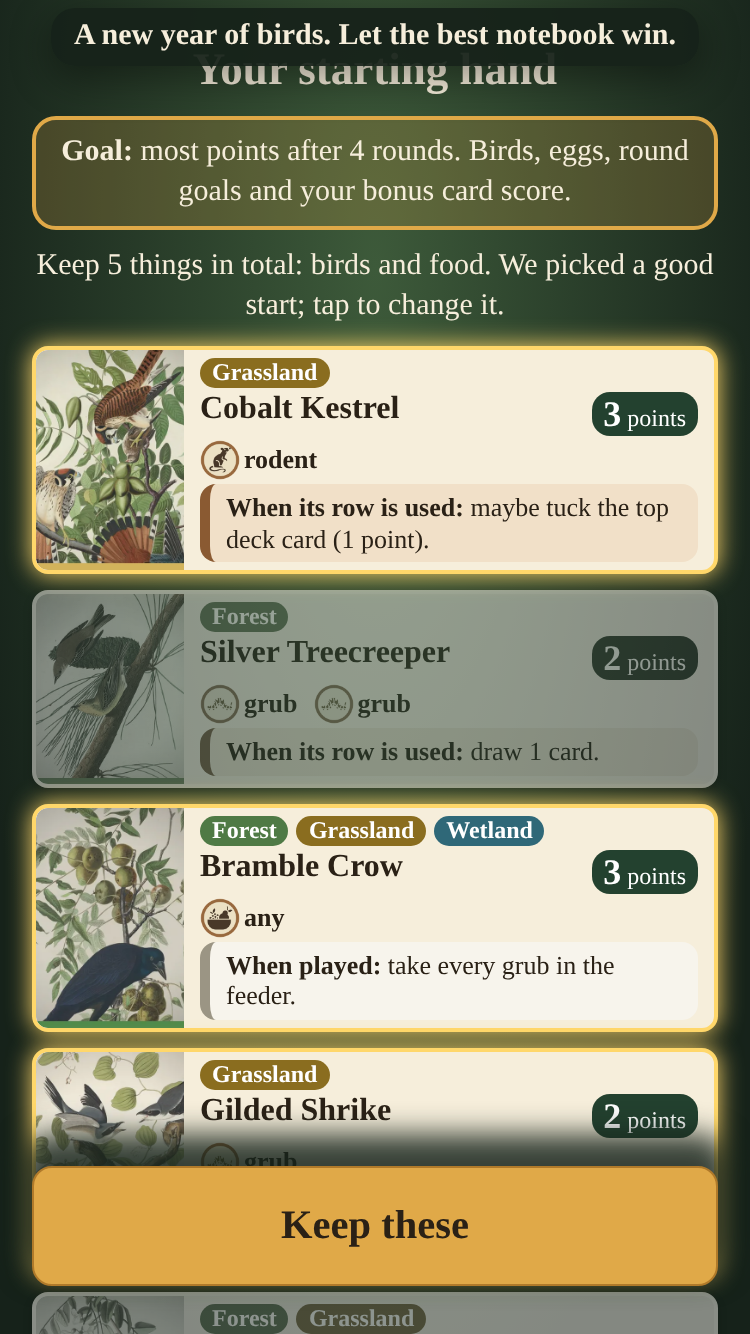 A new year of birds. Let the best notebook win.
Your starting hand
Goal: most points after 4 rounds. Birds, eggs, round
goals and your bonus card score.
Keep 5 things in total: birds and food. We picked a good
start; tap to change it.
Grassland
Cobalt Kestrel
3 points
rodent
When its row is used: maybe tuck the top
deck card (1 point).
Forest
Silver Treecreeper
2 points
grub grub
When its row is used: draw 1 card.
Forest Grassland Wetland
Bramble Crow
3 points
any
When played: take every grub in the
feeder.
Grassland
Gilded Shrike
2 points
grub
Keep these
Forest Grassland